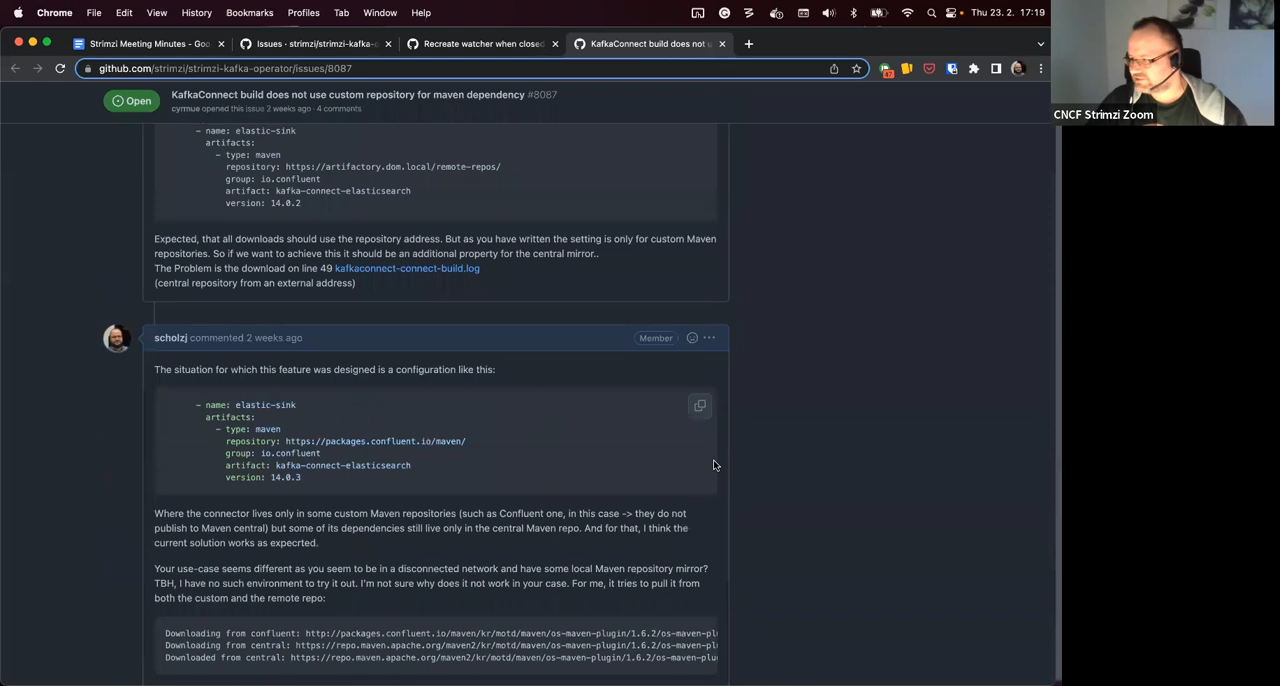 Chrome File Edit View History Bookmarks Profiles Tab Window Help Thu 23. 2. 17:19
Strimzi Meeting Minutes - Goo Issues · strimzi/strimzi-kafka- Recreate watcher when closed KafkaConnect build does not u
github.com/strimzi/strimzi-kafka-operator/issues/8087 47
CNCF Strimzi Zoom
Open KafkaConnect build does not use custom repository for maven dependency #8087
cyrmue opened this issue 2 weeks ago · 4 comments
- name: elastic-sink
artifacts:
- type: maven
repository: https://artifactory.dom.local/remote-repos/
group: io.confluent
artifact: kafka-connect-elasticsearch
version: 14.0.2
Expected, that all downloads should use the repository address. But as you have written the setting is only for custom Maven
repositories. So if we want to achieve this it should be an additional property for the central mirror..
The Problem is the download on line 49 kafkaconnect-connect-build.log
(central repository from an external address)
scholzj commented 2 weeks ago Member ...
The situation for which this feature was designed is a configuration like this:
- name: elastic-sink
artifacts:
- type: maven
repository: https://packages.confluent.io/maven/
group: io.confluent
artifact: kafka-connect-elasticsearch
version: 14.0.3
Where the connector lives only in some custom Maven repositories (such as Confluent one, in this case -> they do not
publish to Maven central) but some of its dependencies still live only in the central Maven repo. And for that, I think the
current solution works as expecrted.
Your use-case seems different as you seem to be in a disconnected network and have some local Maven repository mirror?
TBH, I have no such environment to try it out. I'm not sure why does it not work in your case. For me, it tries to pull it from
both the custom and the remote repo:
Downloading from confluent: http://packages.confluent.io/maven/kr/motd/maven/os-maven-plugin/1.6.2/os-maven-pl
Downloading from central: https://repo.maven.apache.org/maven2/kr/motd/maven/os-maven-plugin/1.6.2/os-maven-plu
Downloaded from central: https://repo.maven.apache.org/maven2/kr/motd/maven/os-maven-plugin/1.6.2/os-maven-plug